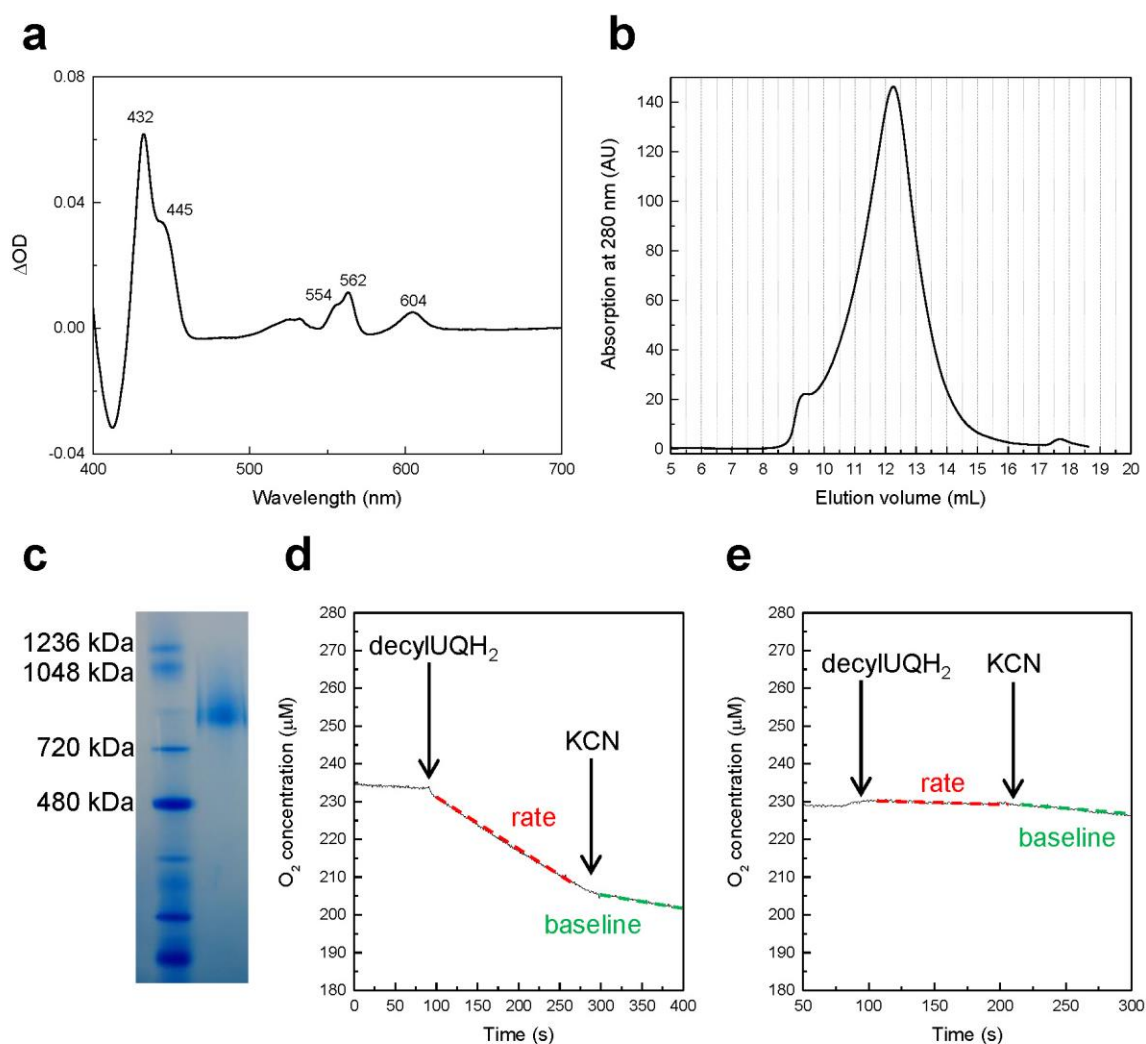 a
0.08
0.04
0.00
-0.04
ΔOD
432
445
554
562
604
400 500 600 700
Wavelength (nm)
b
140
120
100
80
60
40
20
0
Absorption at 280 nm (AU)
5 6 7 8 9 10 11 12 13 14 15 16 17 18 19 20
Elution volume (mL)
c
1236 kDa
1048 kDa
720 kDa
480 kDa
d
280
270
260
250
240
230
220
210
200
190
180
O₂ concentration (μM)
decylUQH₂
KCN
rate
baseline
0 50 100 150 200 250 300 350 400
Time (s)
e
280
270
260
250
240
230
220
210
200
190
180
O₂ concentration (μM)
decylUQH₂
KCN
rate
baseline
50 100 150 200 250 300
Time (s)